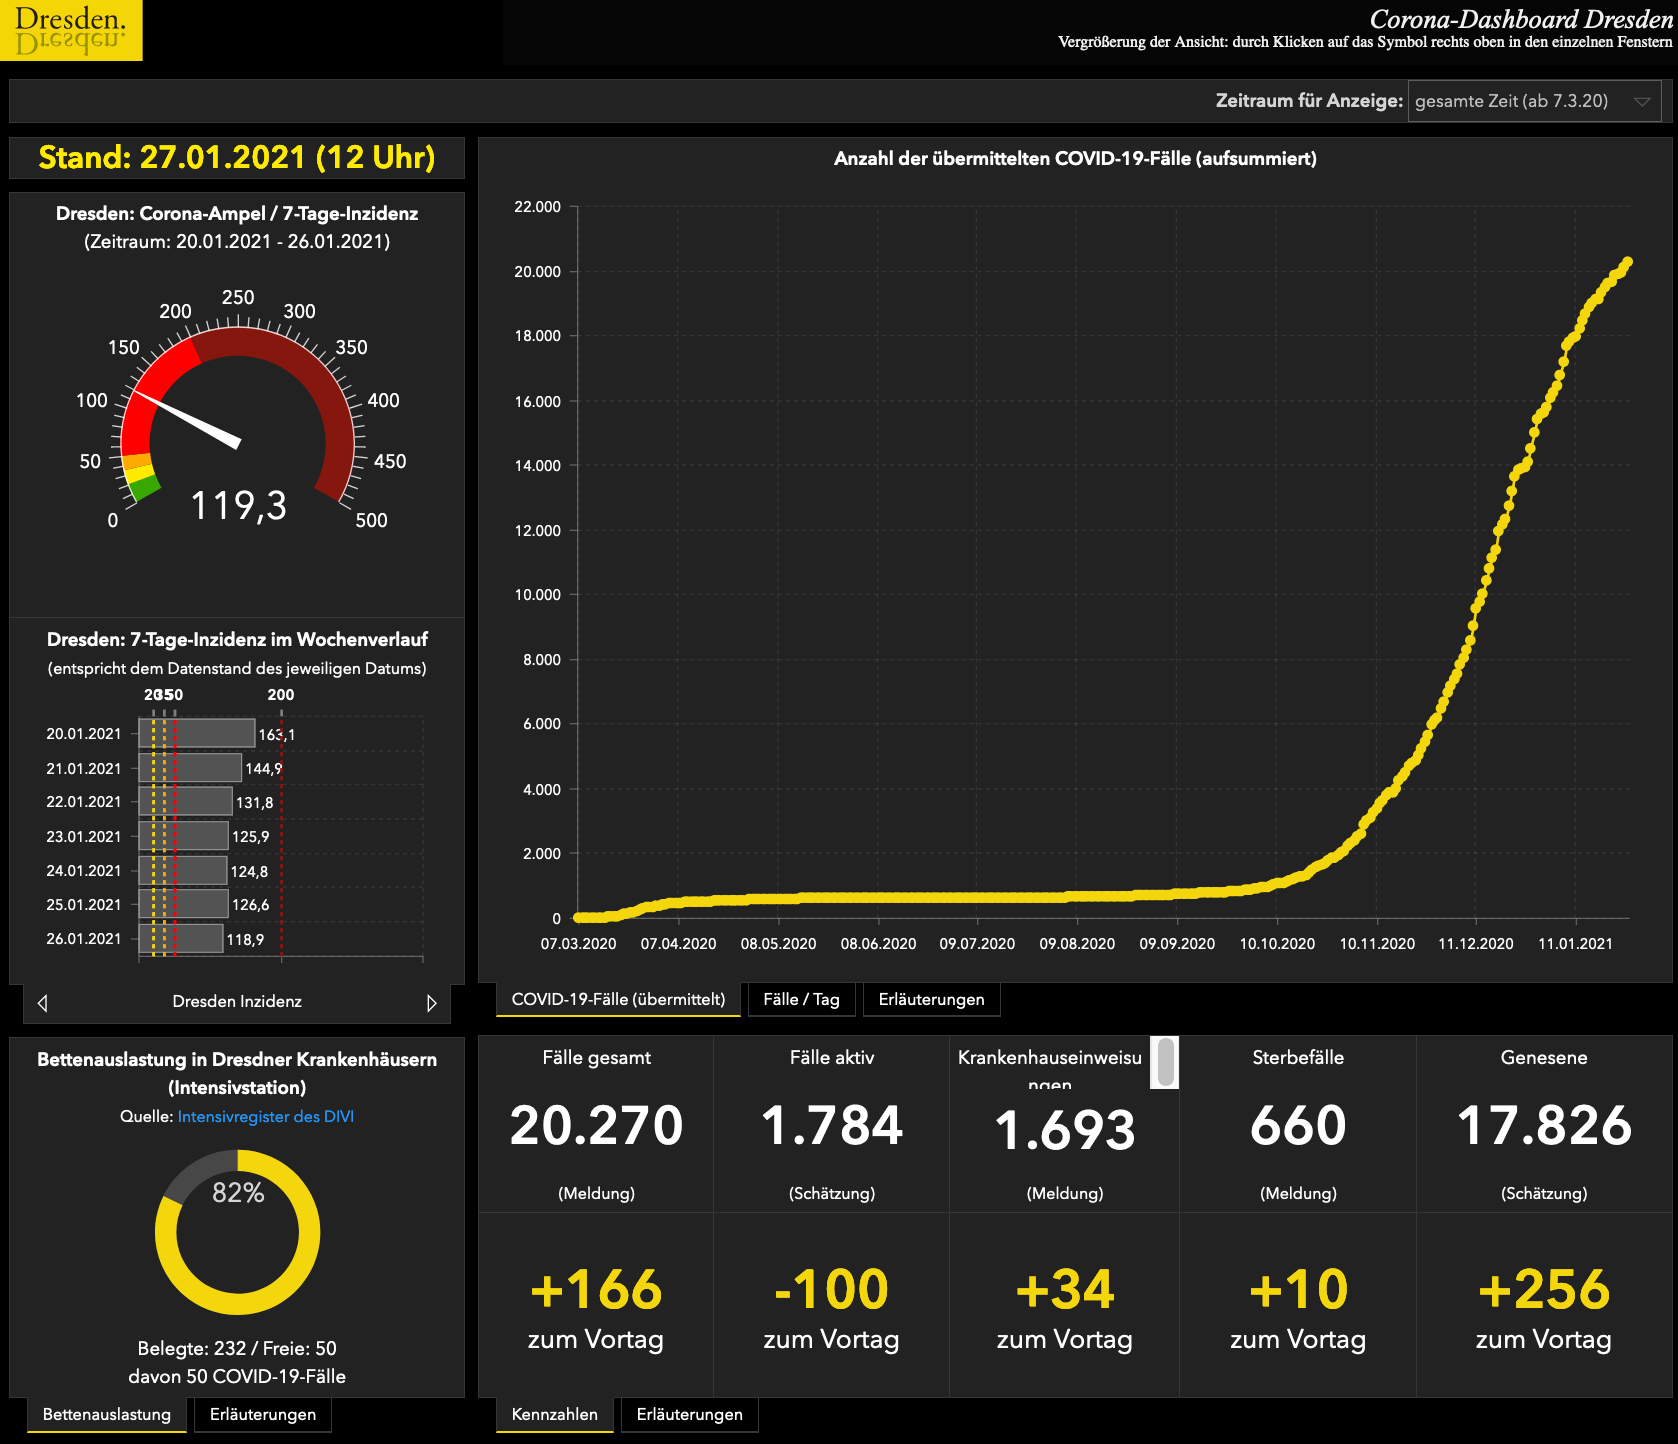 Dresden.
Corona-Dashboard Dresden
Vergrößerung der Ansicht: durch Klicken auf das Symbol rechts oben in den einzelnen Fenstern
Zeitraum für Anzeige: gesamte Zeit (ab 7.3.20)
Stand: 27.01.2021 (12 Uhr)
Dresden: Corona-Ampel / 7-Tage-Inzidenz
(Zeitraum: 20.01.2021 - 26.01.2021)
0
50
100
150
200
250
300
350
400
450
500
119,3
Dresden: 7-Tage-Inzidenz im Wochenverlauf
(entspricht dem Datenstand des jeweiligen Datums)
20 35 50 200
20.01.2021 163,1
21.01.2021 144,9
22.01.2021 131,8
23.01.2021 125,9
24.01.2021 124,8
25.01.2021 126,6
26.01.2021 118,9
Dresden Inzidenz
Anzahl der übermittelten COVID-19-Fälle (aufsummiert)
22.000
20.000
18.000
16.000
14.000
12.000
10.000
8.000
6.000
4.000
2.000
0
07.03.2020 07.04.2020 08.05.2020 08.06.2020 09.07.2020 09.08.2020 09.09.2020 10.10.2020 10.11.2020 11.12.2020 11.01.2021
COVID-19-Fälle (übermittelt) Fälle / Tag Erläuterungen
Bettenauslastung in Dresdner Krankenhäusern
(Intensivstation)
Quelle: Intensivregister des DIVI
82%
Belegte: 232 / Freie: 50
davon 50 COVID-19-Fälle
Bettenauslastung Erläuterungen
Fälle gesamt
20.270
(Meldung)
+166
zum Vortag
Fälle aktiv
1.784
(Schätzung)
-100
zum Vortag
Krankenhauseinweisu
ngen
1.693
(Meldung)
+34
zum Vortag
Sterbefälle
660
(Meldung)
+10
zum Vortag
Genesene
17.826
(Schätzung)
+256
zum Vortag
Kennzahlen Erläuterungen